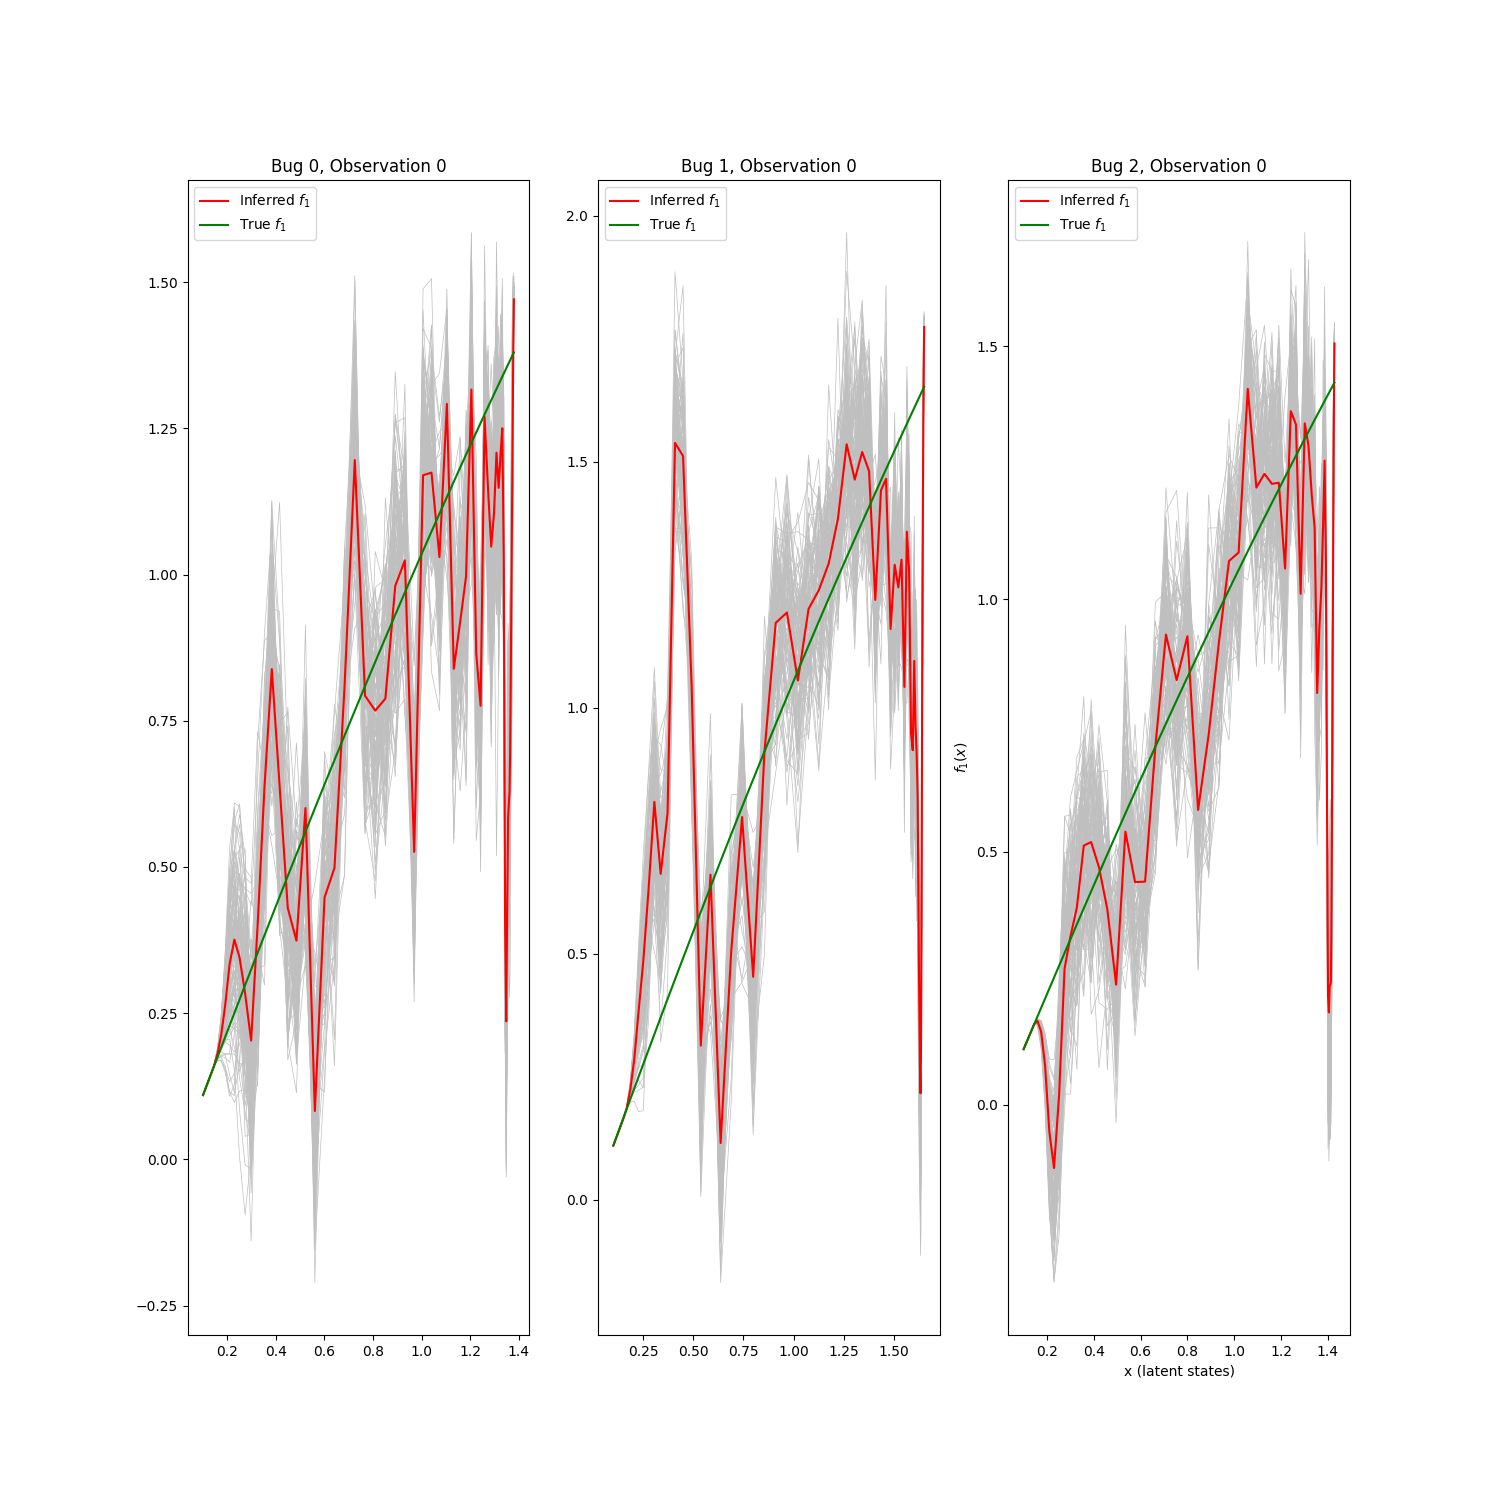 Bug 0, Observation 0
Inferred f₁
True f₁
1.50
1.25
1.00
0.75
0.50
0.25
0.00
−0.25
0.2 0.4 0.6 0.8 1.0 1.2 1.4
Bug 1, Observation 0
Inferred f₁
True f₁
2.0
1.5
1.0
0.5
0.0
0.25 0.50 0.75 1.00 1.25 1.50
Bug 2, Observation 0
Inferred f₁
True f₁
f₁(x)
1.5
1.0
0.5
0.0
0.2 0.4 0.6 0.8 1.0 1.2 1.4
x (latent states)